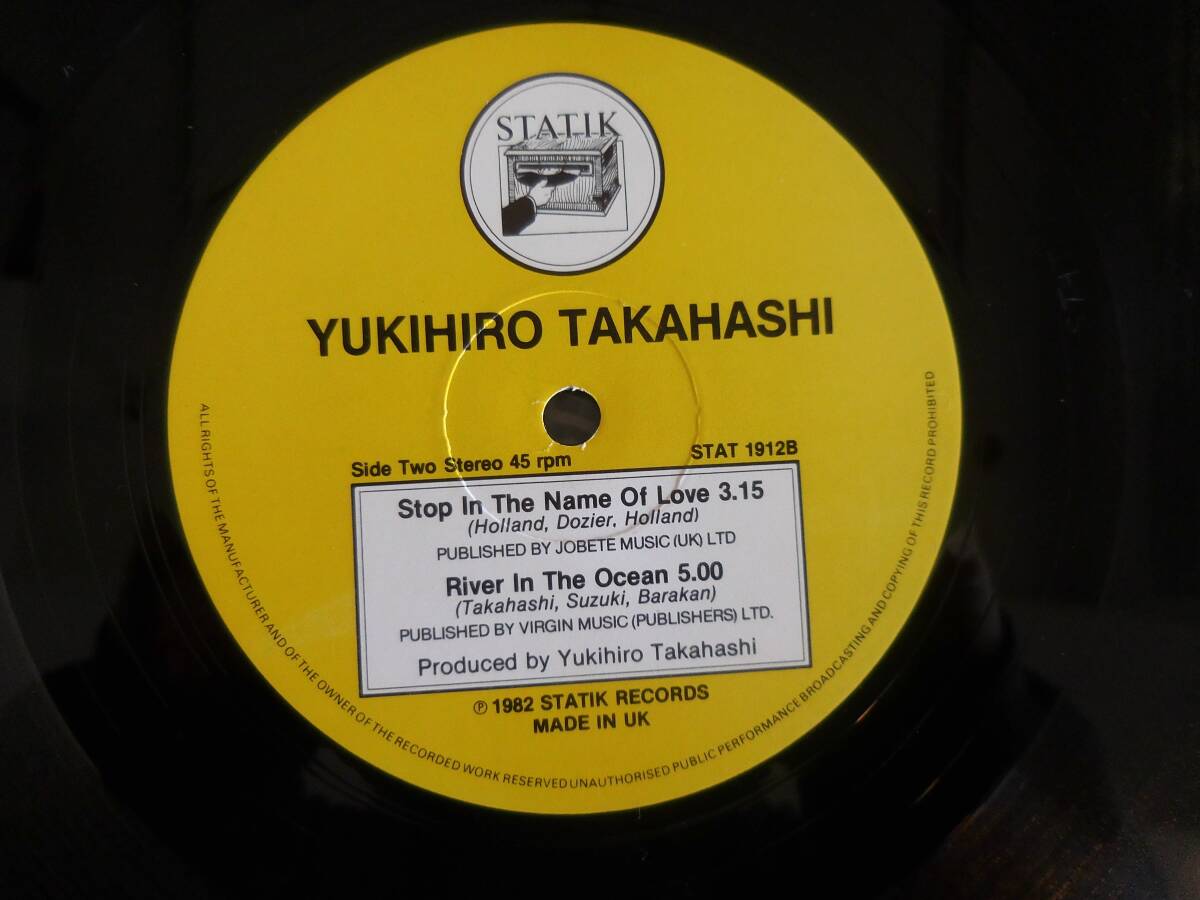 STATIK
YUKIHIRO TAKAHASHI
Side Two Stereo 45 rpm
STAT 1912B
Stop In The Name Of Love 3.15
(Holland, Dozier, Holland)
PUBLISHED BY JOBETE MUSIC (UK) LTD
River In The Ocean 5.00
(Takahashi, Suzuki, Barakan)
PUBLISHED BY VIRGIN MUSIC (PUBLISHERS) LTD.
Produced by Yukihiro Takahashi
℗ 1982 STATIK RECORDS
MADE IN UK
ALL RIGHTS OF THE MANUFACTURER AND OF THE OWNER OF THE RECORDED WORK RESERVED UNAUTHORISED PUBLIC PERFORMANCE BROADCASTING AND COPYING OF THIS RECORD PROHIBITED